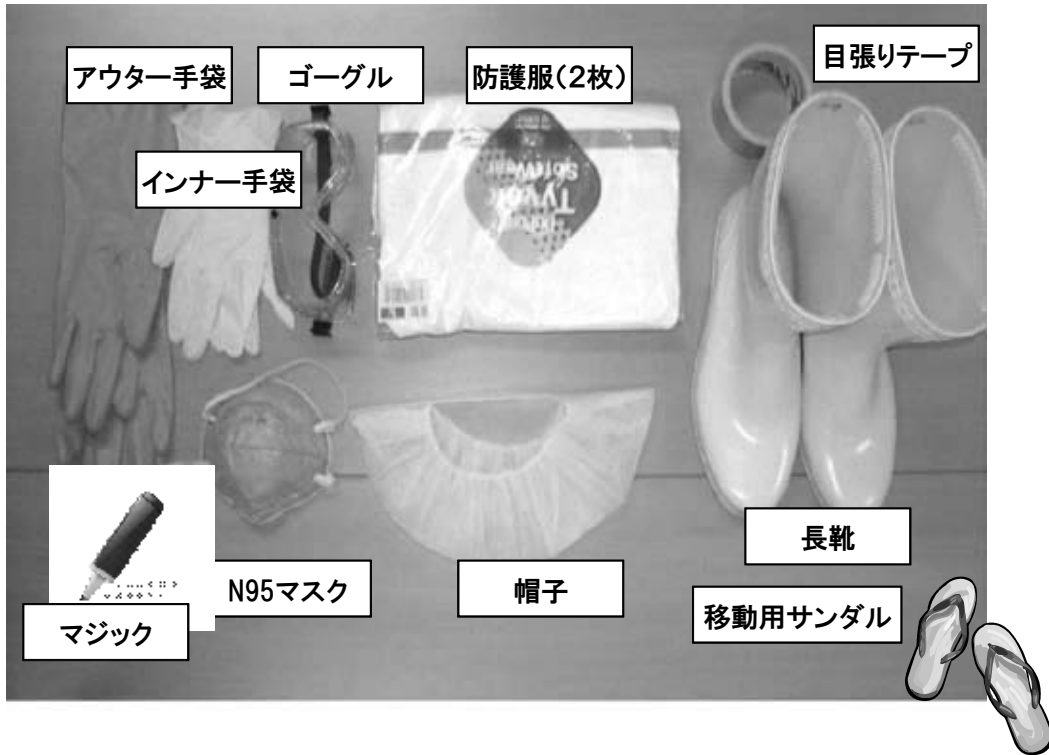 アウター手袋
ゴーグル
防護服(2枚)
目張りテープ
インナー手袋
Tyvek
Softwear
長靴
N95マスク
帽子
移動用サンダル
マジック